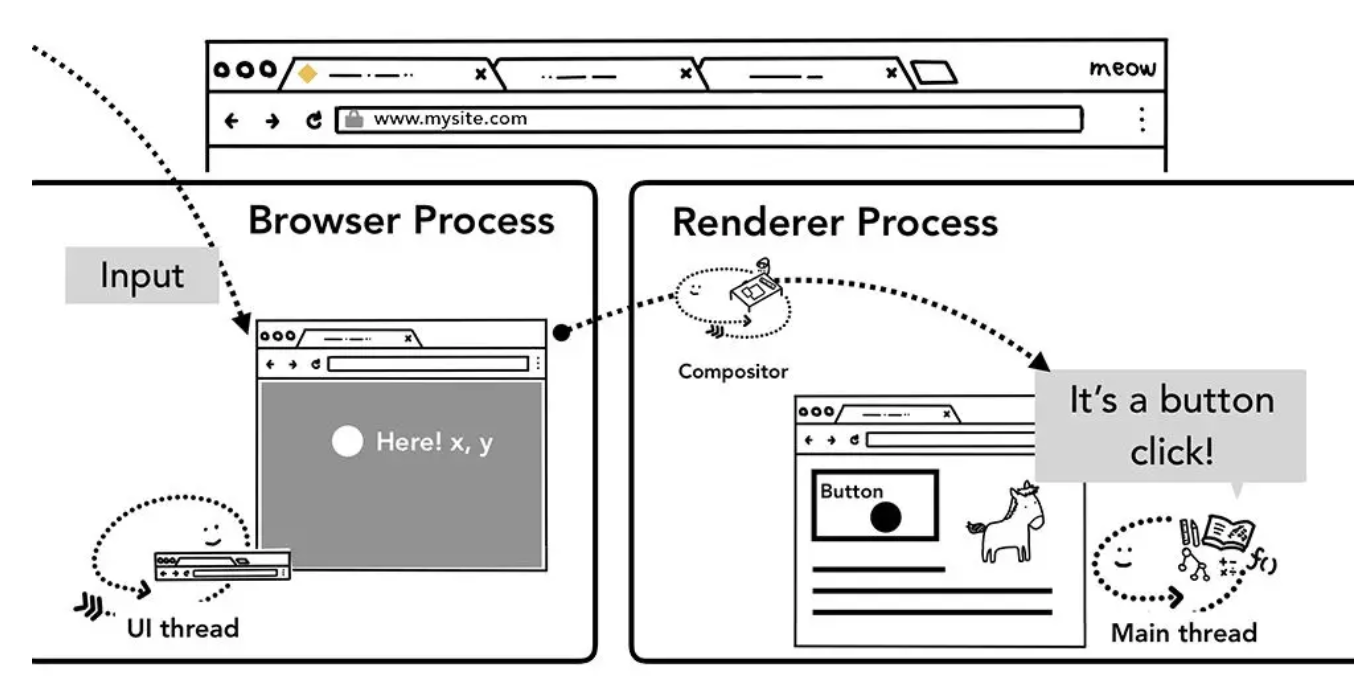 meow
www.mysite.com
Browser Process
Input
Here! x, y
UI thread
Renderer Process
Compositor
It's a button
click!
Button
+-
×÷
f()
Main thread